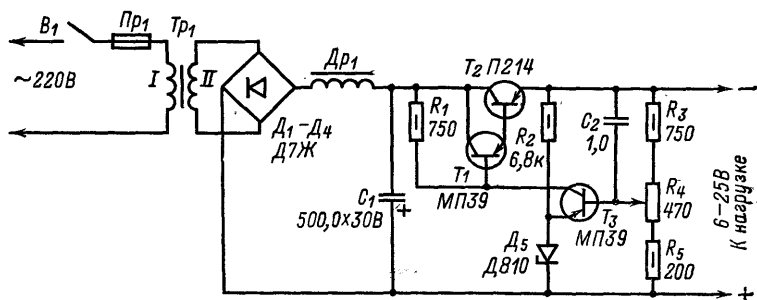 В1
Пр1
Тр1
~220В
I
II
Др1
Д1–Д4
Д7Ж
С1
500,0×30В
+
R1
750
Т1
МП39
Т2 П214
R2
6,8к
С2
1,0
R3
750
Т3
МП39
R4
470
Д5
Д810
R5
200
6–25В
К нагрузке
–
+